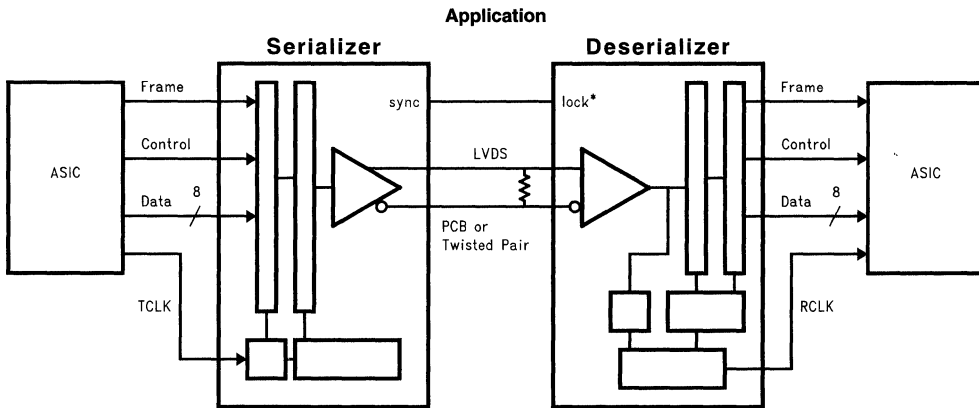 Application
Serializer
Deserializer
Frame
sync
lock*
Frame
Control
LVDS
Control
ASIC
ASIC
8
Data
8
Data
PCB or
Twisted Pair
TCLK
RCLK